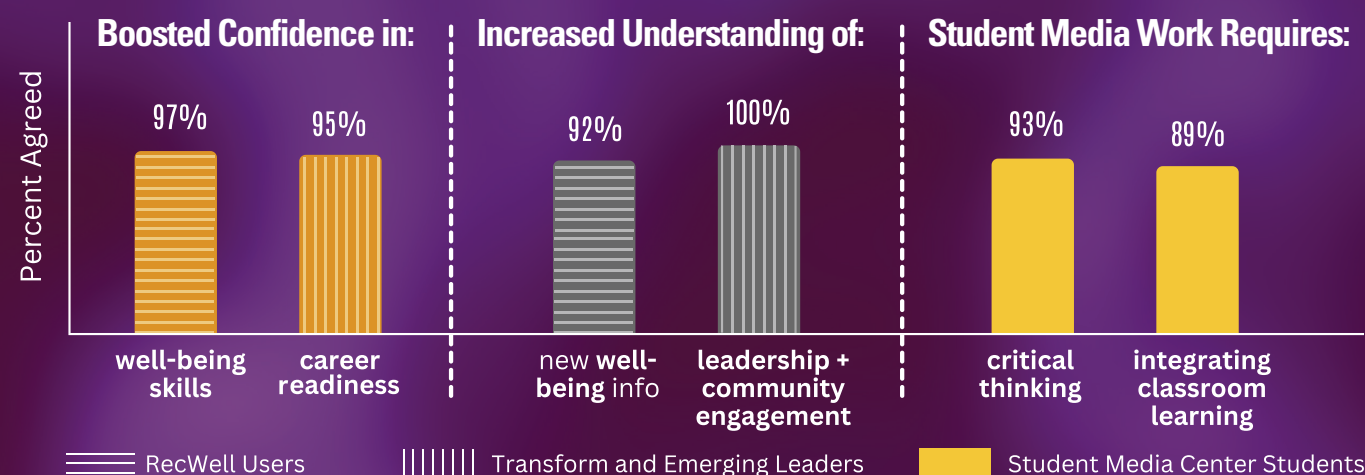 Boosted Confidence in:
Increased Understanding of:
Student Media Work Requires:
Percent Agreed
97%
95%
92%
100%
93%
89%
well-being
skills
career
readiness
new well-
being info
leadership +
community
engagement
critical
thinking
integrating
classroom
learning
RecWell Users
Transform and Emerging Leaders
Student Media Center Students